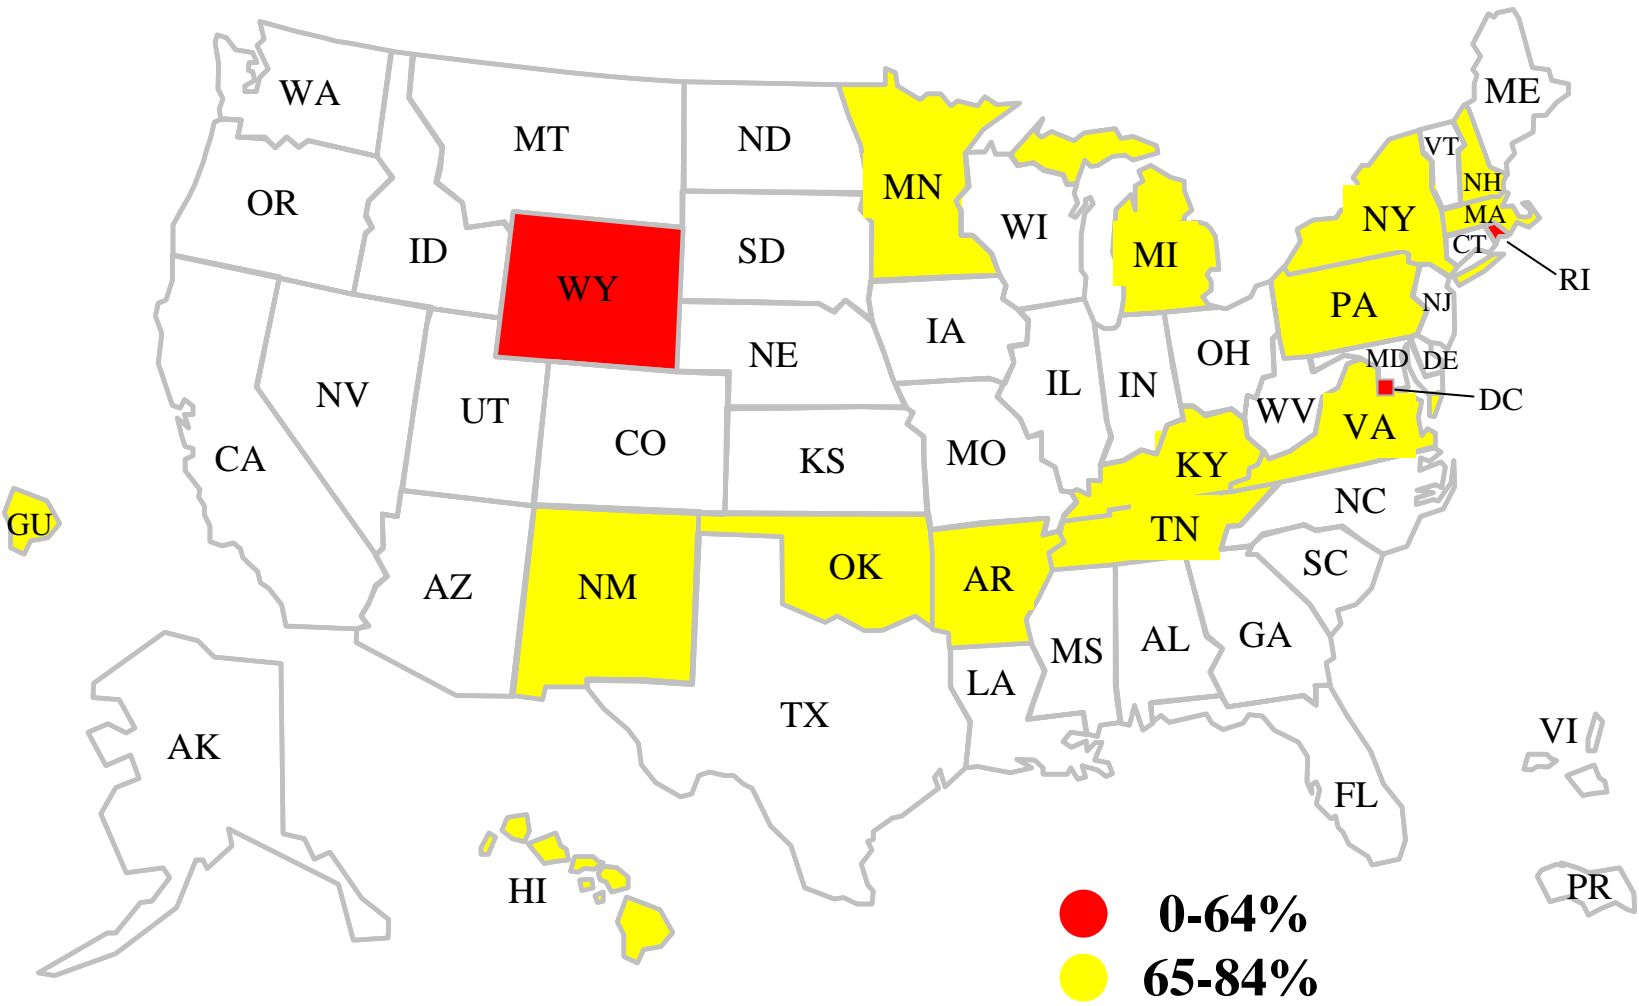 ME
WA
MT
ND
VT
MN
NH
OR
NY
MA
WI
CT
ID
SD
MI
RI
WY
PA
NJ
IA
NE
OH
MD
DE
IL
IN
NV
UT
DC
WV
CO
VA
CA
KS
MO
KY
NC
GU
TN
SC
OK
AR
AZ
NM
GA
AL
MS
LA
TX
VI
AK
FL
HI
PR
0-64%
65-84%